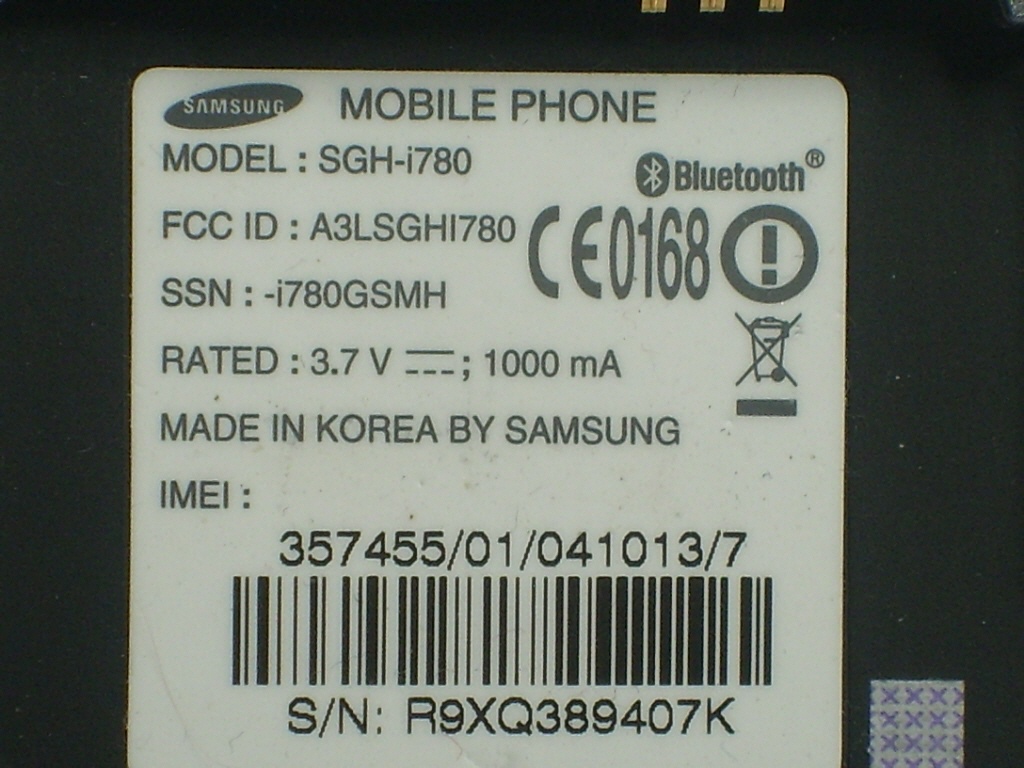 SAMSUNG MOBILE PHONE
MODEL : SGH-i780
Bluetooth®
FCC ID : A3LSGHI780
CE0168
SSN : -i780GSMH
RATED : 3.7 V ; 1000 mA
MADE IN KOREA BY SAMSUNG
IMEI :
357455/01/041013/7
S/N: R9XQ389407K